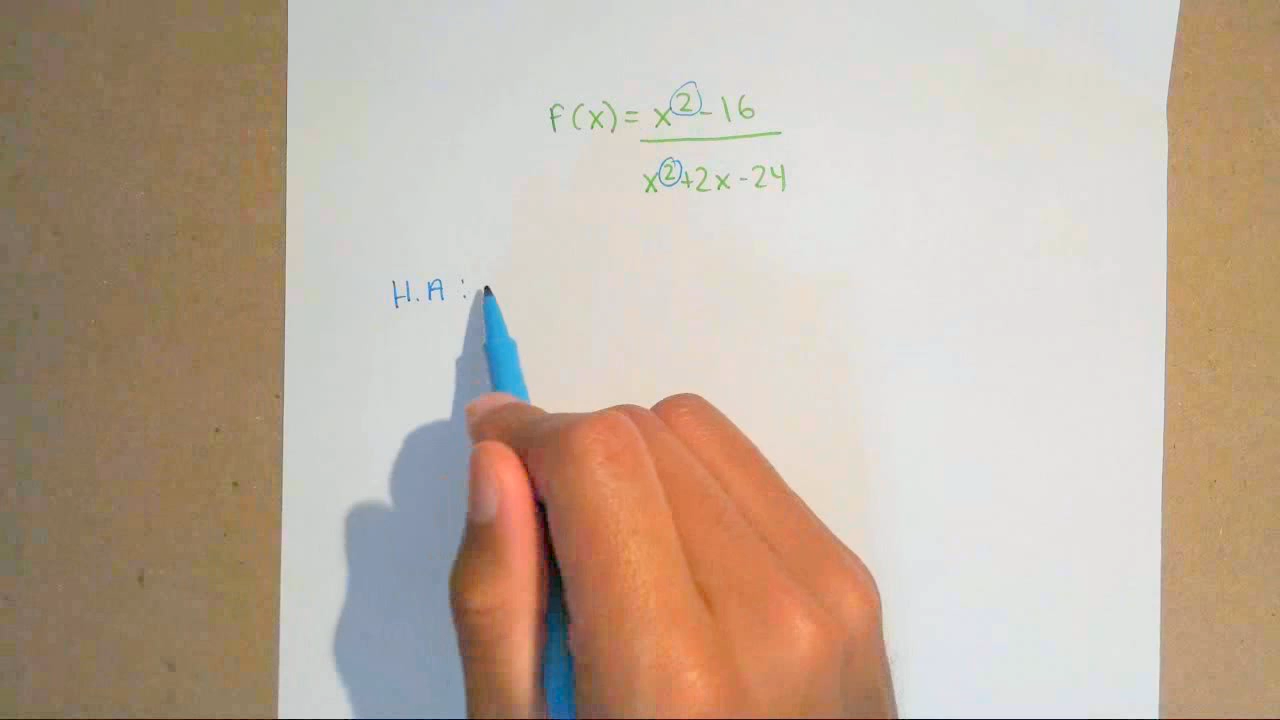 F(x) = x² - 16
x² + 2x - 24
H.A :